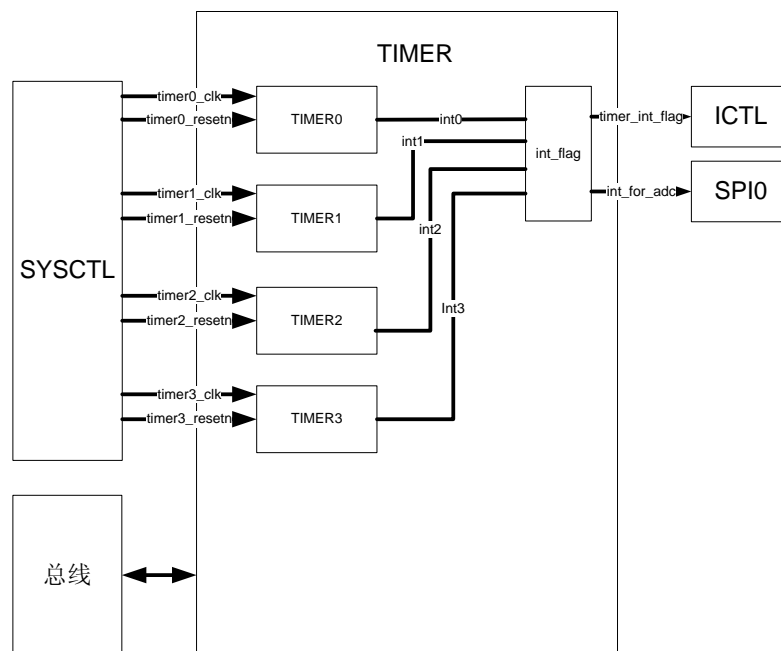 TIMER
SYSCTL
timer0_clk
timer0_resetn
TIMER0
int0
timer1_clk
timer1_resetn
TIMER1
int1
timer2_clk
timer2_resetn
TIMER2
int2
timer3_clk
timer3_resetn
TIMER3
Int3
int_flag
timer_int_flag
ICTL
int_for_adc
SPI0
总线